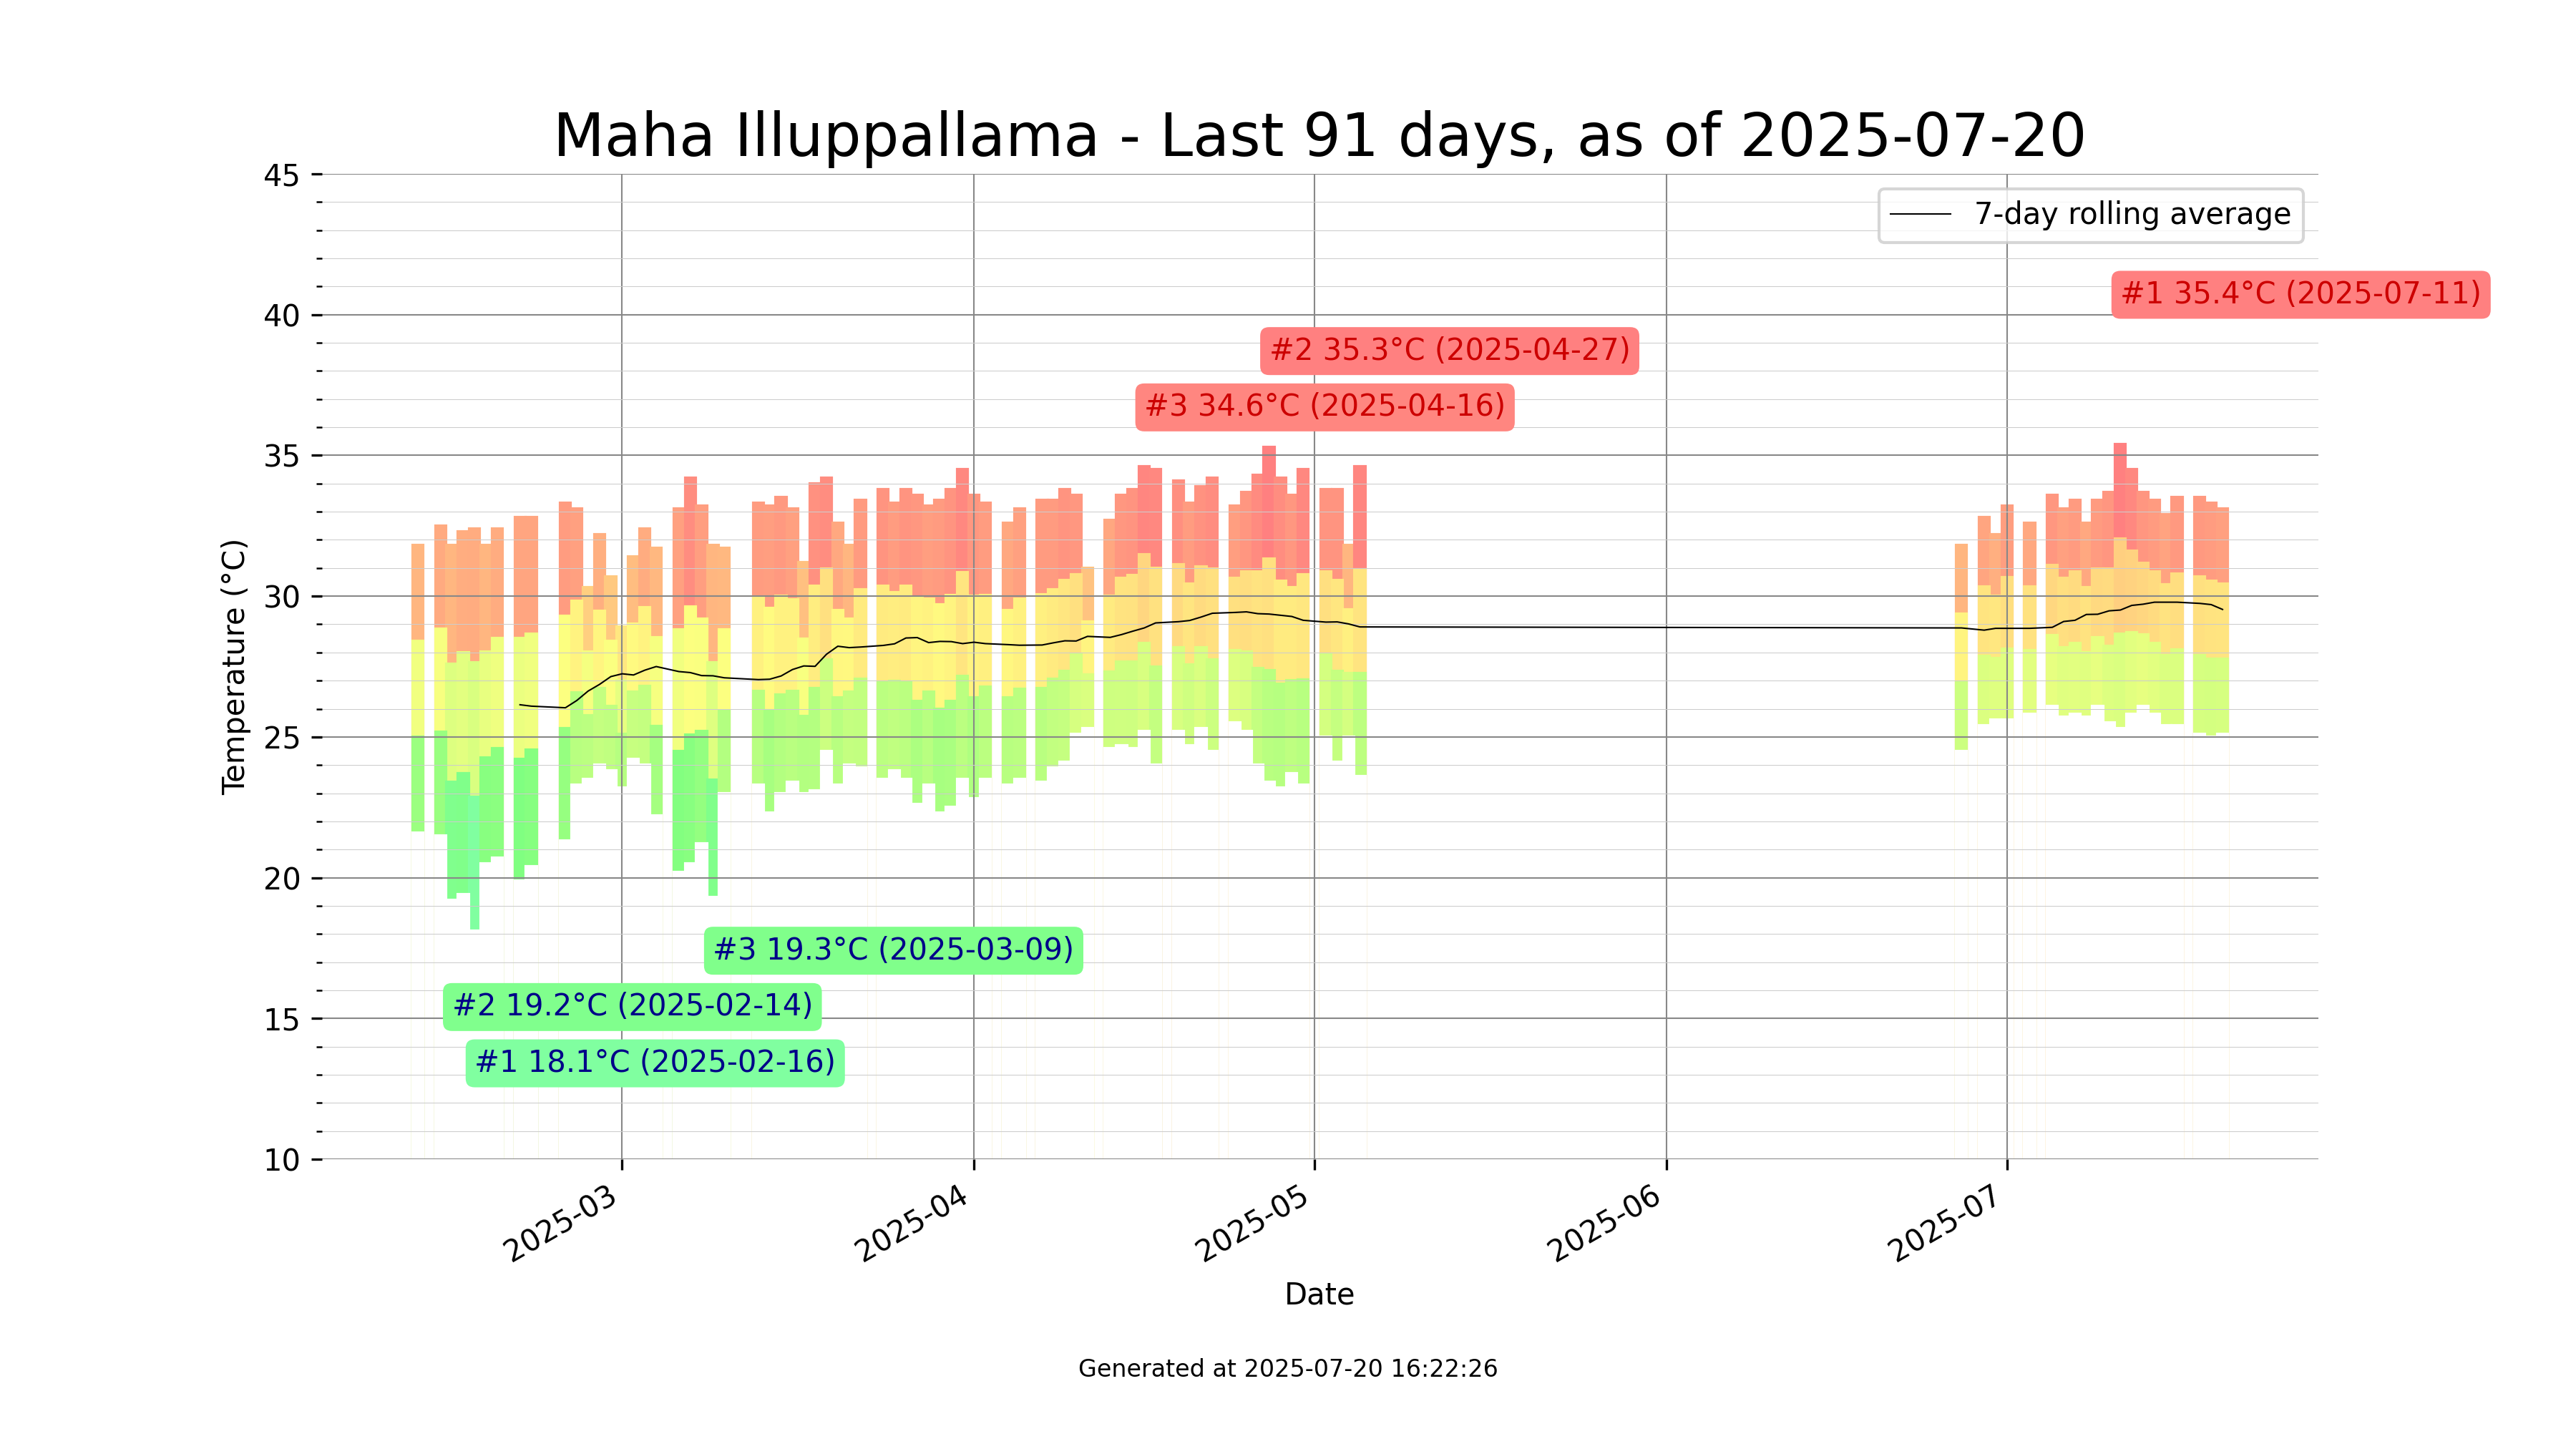 Maha Illuppallama - Last 91 days, as of 2025-07-20
45
40
35
30
25
20
15
10
Temperature (°C)
7-day rolling average
#1 35.4°C (2025-07-11)
#2 35.3°C (2025-04-27)
#3 34.6°C (2025-04-16)
#3 19.3°C (2025-03-09)
#2 19.2°C (2025-02-14)
#1 18.1°C (2025-02-16)
2025-03
2025-04
2025-05
2025-06
2025-07
Date
Generated at 2025-07-20 16:22:26